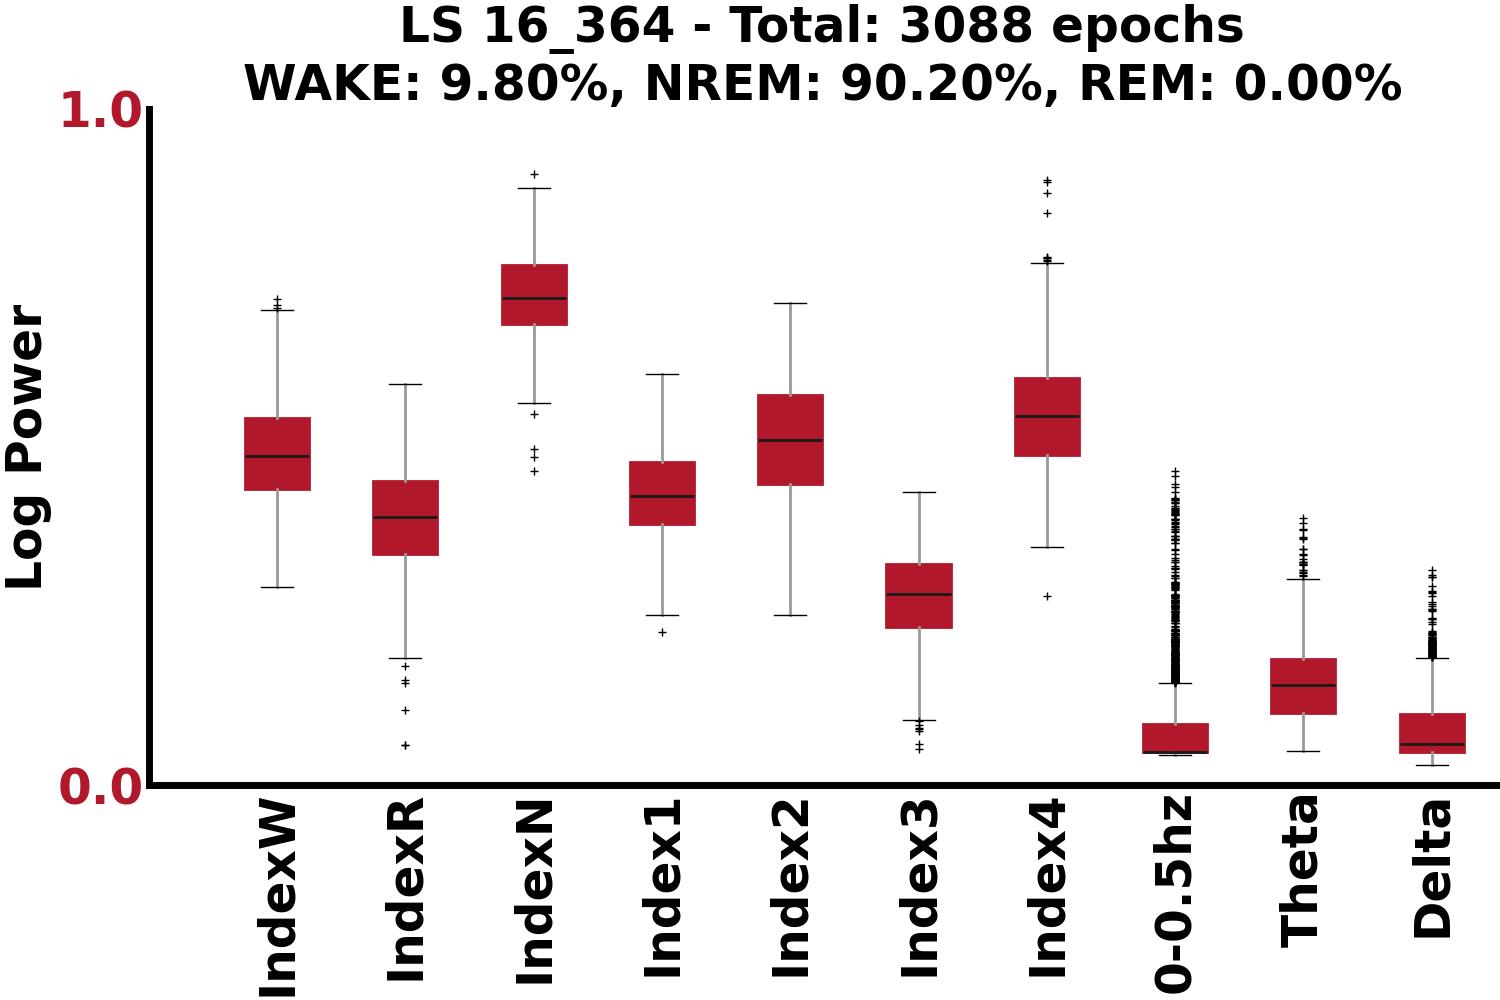 LS 16_364 - Total: 3088 epochs
WAKE: 9.80%, NREM: 90.20%, REM: 0.00%
1.0
Log Power
0.0
IndexW
IndexR
IndexN
Index1
Index2
Index3
Index4
0-0.5hz
Theta
Delta